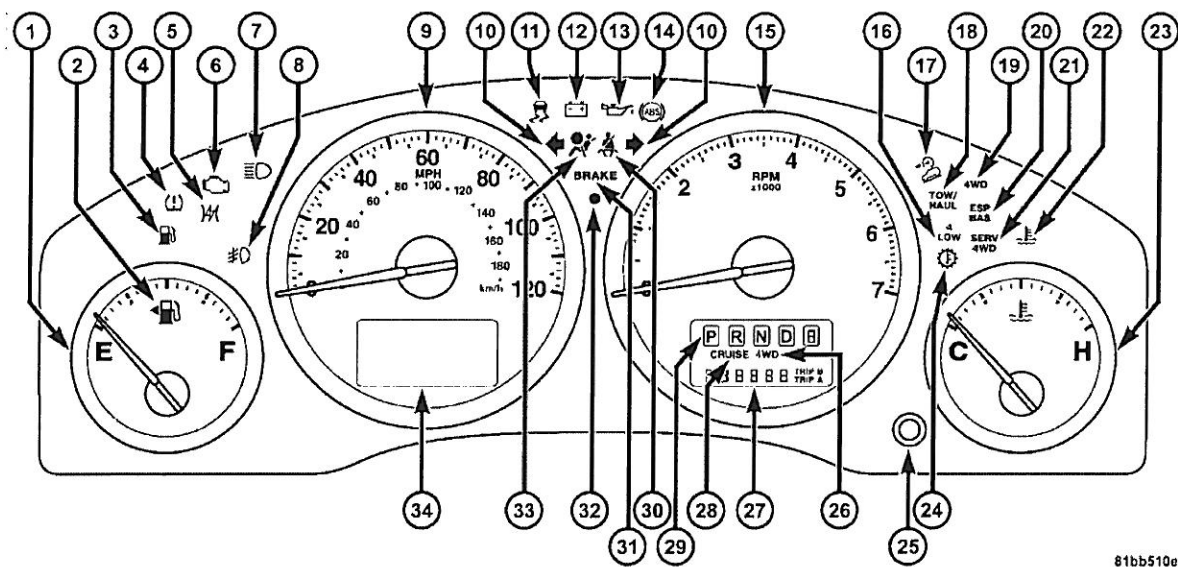 1 2 3 4 5 6 7 8 9 10 11 12 13 14 10 15 16 17 18 19 20 21 22 23
ABS
20 40 60 80 100 120
MPH
20 40 60 80 100 120 140 160 180
km/h
BRAKE
2 3 4 5 6 7
RPM
x1000
TOW/
HAUL
4WD
ESP
BAS
4
LOW
SERV
4WD
E F
C H
P R N D 8
CRUISE 4WD
888888 TRIP B
TRIP A
34 33 32 31 30 29 28 27 26 25 24
81bb510e